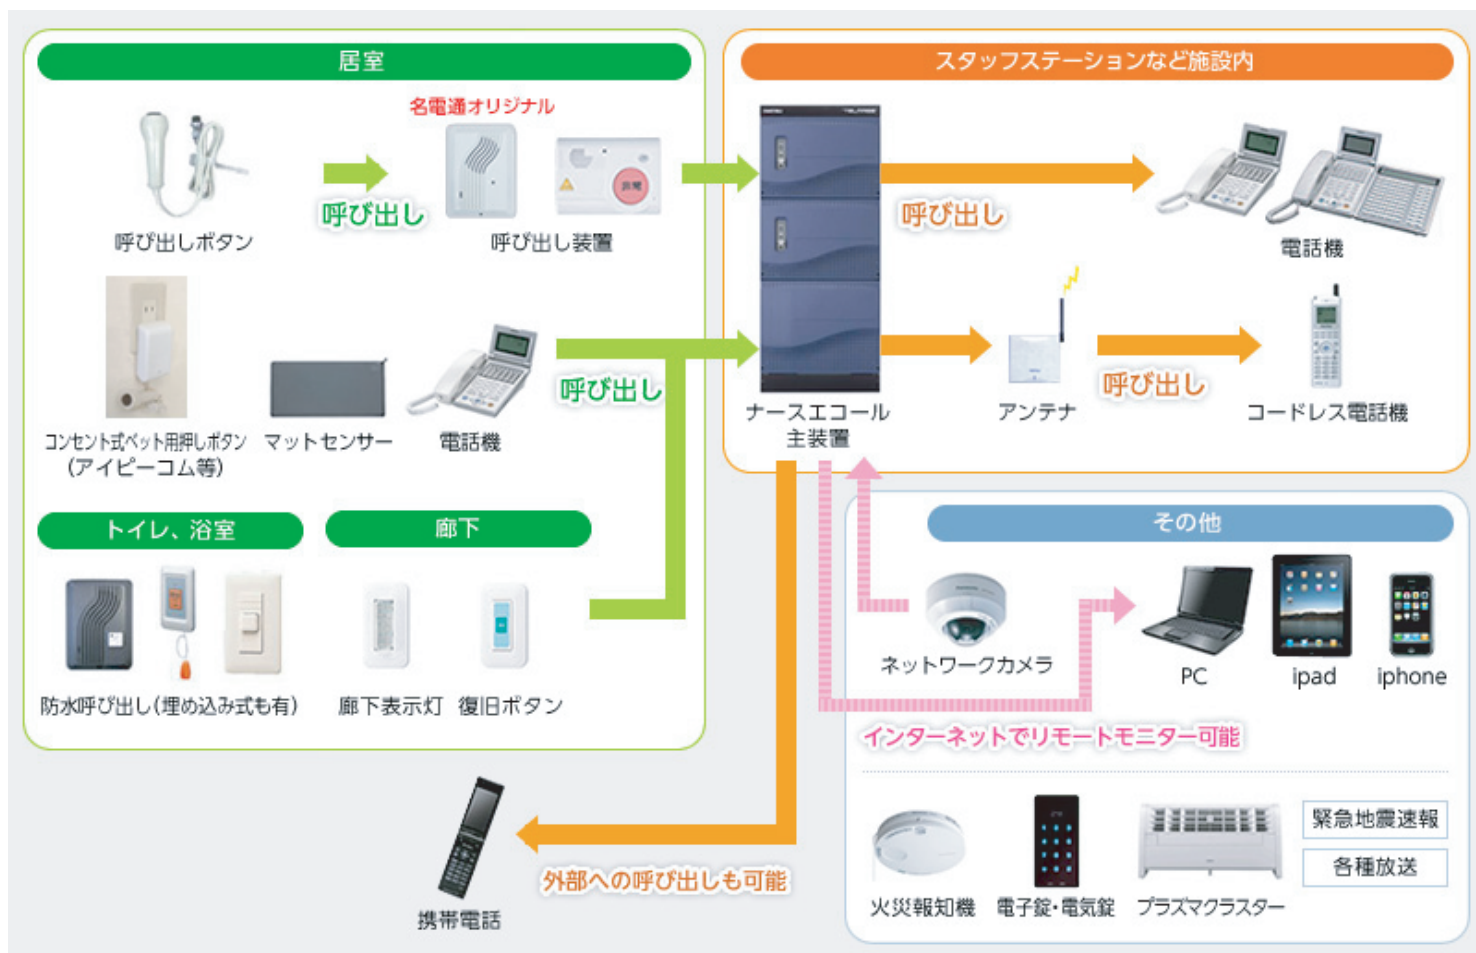 居室
名電通オリジナル
呼び出し
呼び出しボタン
呼び出し装置
非常
コンセント式ペット用押しボタン
(アイピーコム等)
マットセンサー
電話機
呼び出し
トイレ、浴室
廊下
防水呼び出し(埋め込み式も有)
廊下表示灯
復旧ボタン
スタッフステーションなど施設内
呼び出し
電話機
ナースエコール
主装置
アンテナ
呼び出し
コードレス電話機
その他
ネットワークカメラ
PC
ipad
iphone
インターネットでリモートモニター可能
火災報知機
電子錠・電気錠
プラズマクラスター
緊急地震速報
各種放送
携帯電話
外部への呼び出しも可能